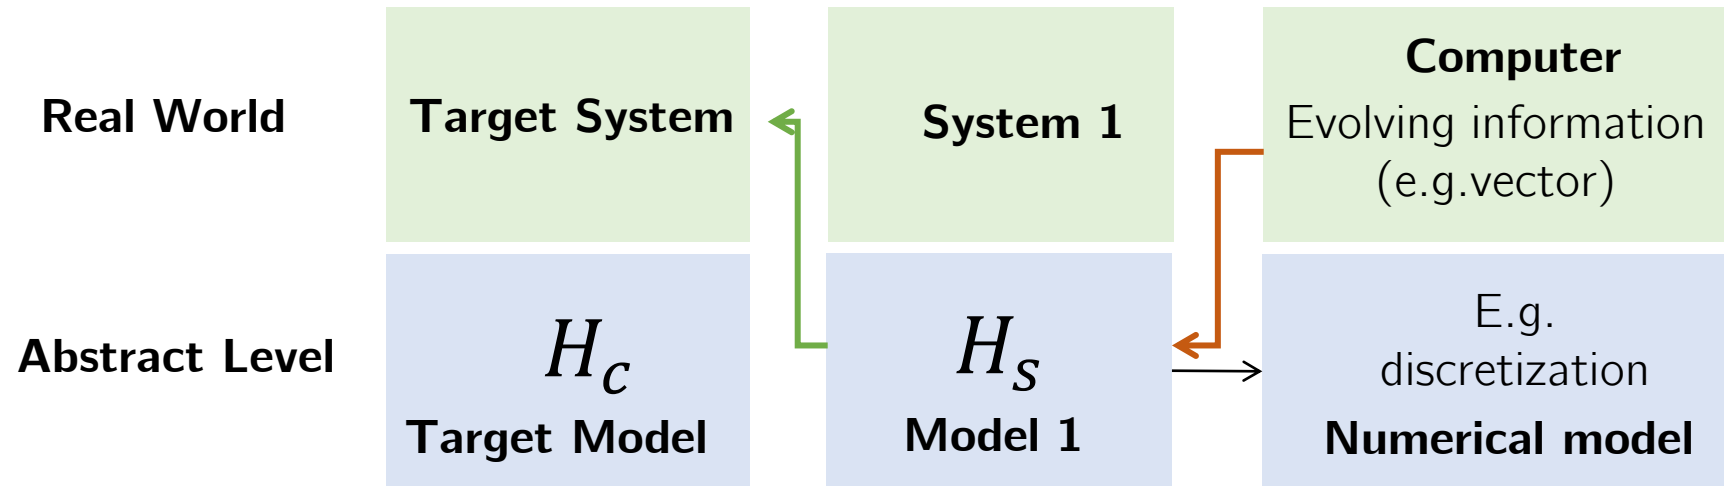 Real World
Target System
System 1
Computer
Evolving information
(e.g.vector)
Abstract Level
H_c
Target Model
H_s
Model 1
E.g.
discretization
Numerical model